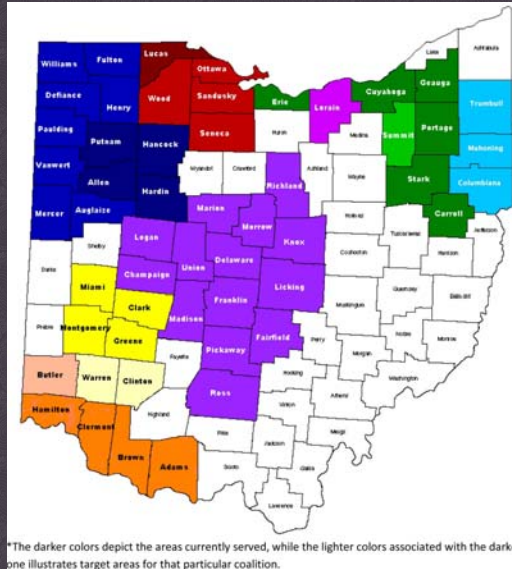 Lake
Ashtabula
Lucas
Williams
Fulton
Ottawa
Geauga
Cuyahoga
Defiance
Wood
Sandusky
Erie
Lorain
Trumbull
Henry
Huron
Medina
Summit
Portage
Paulding
Putnam
Hancock
Seneca
Mahoning
Vanwert
Wyandot
Crawford
Richland
Ashland
Wayne
Stark
Columbiana
Allen
Hardin
Mercer
Auglaize
Marion
Morrow
Holmes
Carroll
Jefferson
Logan
Knox
Tuscarawas
Shelby
Union
Delaware
Coshocton
Harrison
Darke
Champaign
Licking
Miami
Clark
Franklin
Muskingum
Guernsey
Belmont
Madison
Preble
Montgomery
Greene
Fairfield
Perry
Noble
Monroe
Pickaway
Morgan
Butler
Warren
Clinton
Fayette
Hocking
Washington
Ross
Athens
Hamilton
Clermont
Highland
Vinton
Brown
Adams
Pike
Jackson
Meigs
Scioto
Gallia
Lawrence
*The darker colors depict the areas currently served, while the lighter colors associated with the dark
one illustrates target areas for that particular coalition.